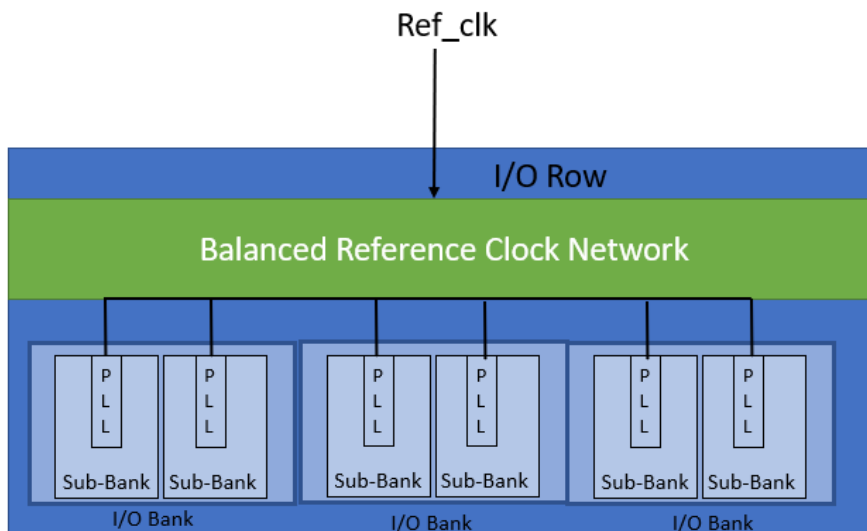 Ref_clk
I/O Row
Balanced Reference Clock Network
P P P P P P
L L L L L L
L L L L L L
Sub-Bank Sub-Bank Sub-Bank Sub-Bank Sub-Bank Sub-Bank
I/O Bank I/O Bank I/O Bank